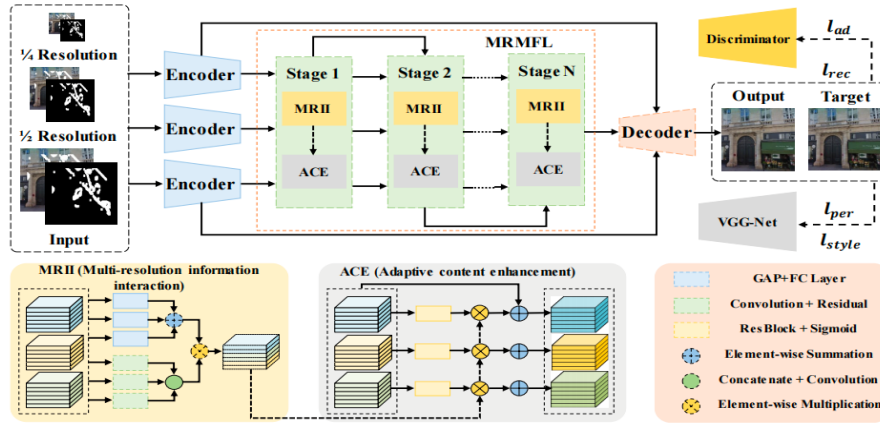 ¼ Resolution
½ Resolution
Input
Encoder
Encoder
Encoder
MRMFL
Stage 1
MRII
ACE
Stage 2
MRII
ACE
Stage N
MRII
ACE
Decoder
Discriminator
l_ad
l_rec
Output
Target
VGG-Net
l_per
l_style
MRII (Multi-resolution information
interaction)
ACE (Adaptive content enhancement)
GAP+FC Layer
Convolution + Residual
ResBlock + Sigmoid
Element-wise Summation
Concatenate + Convolution
Element-wise Multiplication